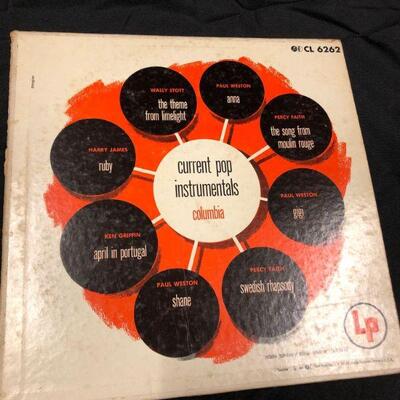 CL 6262
WALLY STOTT
the theme
from limelight
PAUL WESTON
anna
PERCY FAITH
the song from
moulin rouge
HARRY JAMES
ruby
current pop
instrumentals
columbia
PAUL WESTON
gigi
KEN GRIFFIN
april in portugal
PAUL WESTON
shane
PERCY FAITH
swedish rhapsody
Lp